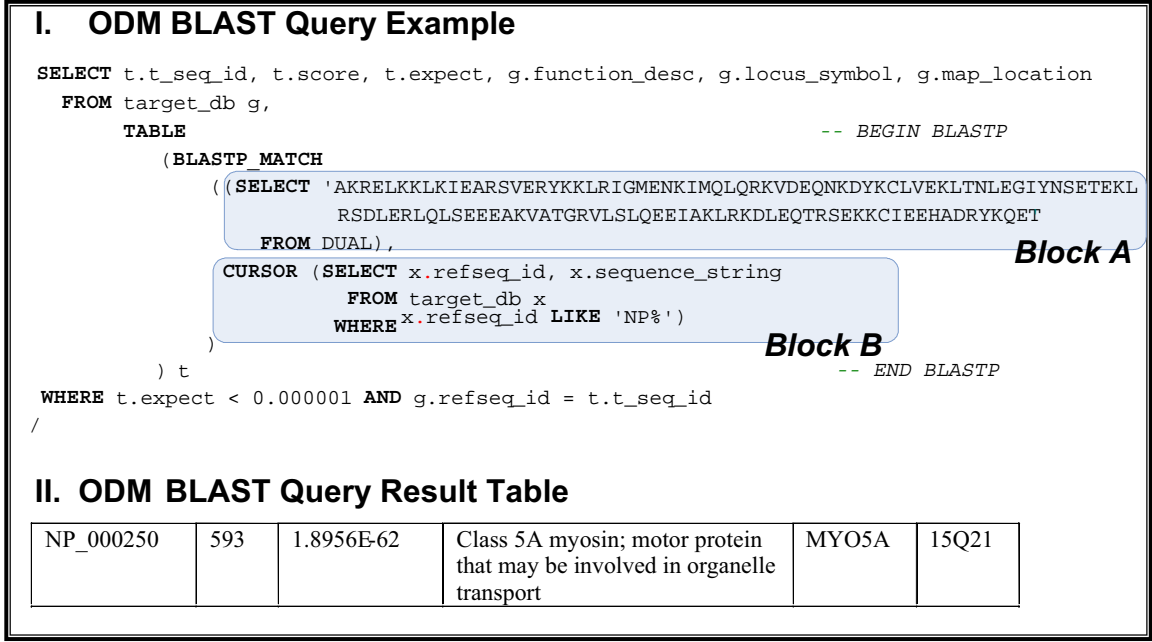 I. ODM BLAST Query Example
SELECT t.t_seq_id, t.score, t.expect, g.function_desc, g.locus_symbol, g.map_location
FROM target_db g,
TABLE -- BEGIN BLASTP
(BLASTP_MATCH
((SELECT 'AKRELKKLKIEARSVERYKKLRIGMENKIMQLQRKVDEQNKDYKCLVEKLTNLEGIYNSETEKL
RSDLERLQLSEEEAKVATGRVLSLQEEIAKLRKDLEQTRSEKKCIEEHADRYKQET
FROM DUAL),
Block A
CURSOR (SELECT x.refseq_id, x.sequence_string
FROM target_db x
WHERE x.refseq_id LIKE 'NP%')
Block B
)
) t -- END BLASTP
WHERE t.expect < 0.000001 AND g.refseq_id = t.t_seq_id
/
II. ODM BLAST Query Result Table
NP_000250 593 1.8956E-62 Class 5A myosin; motor protein MYO5A 15Q21
that may be involved in organelle
transport